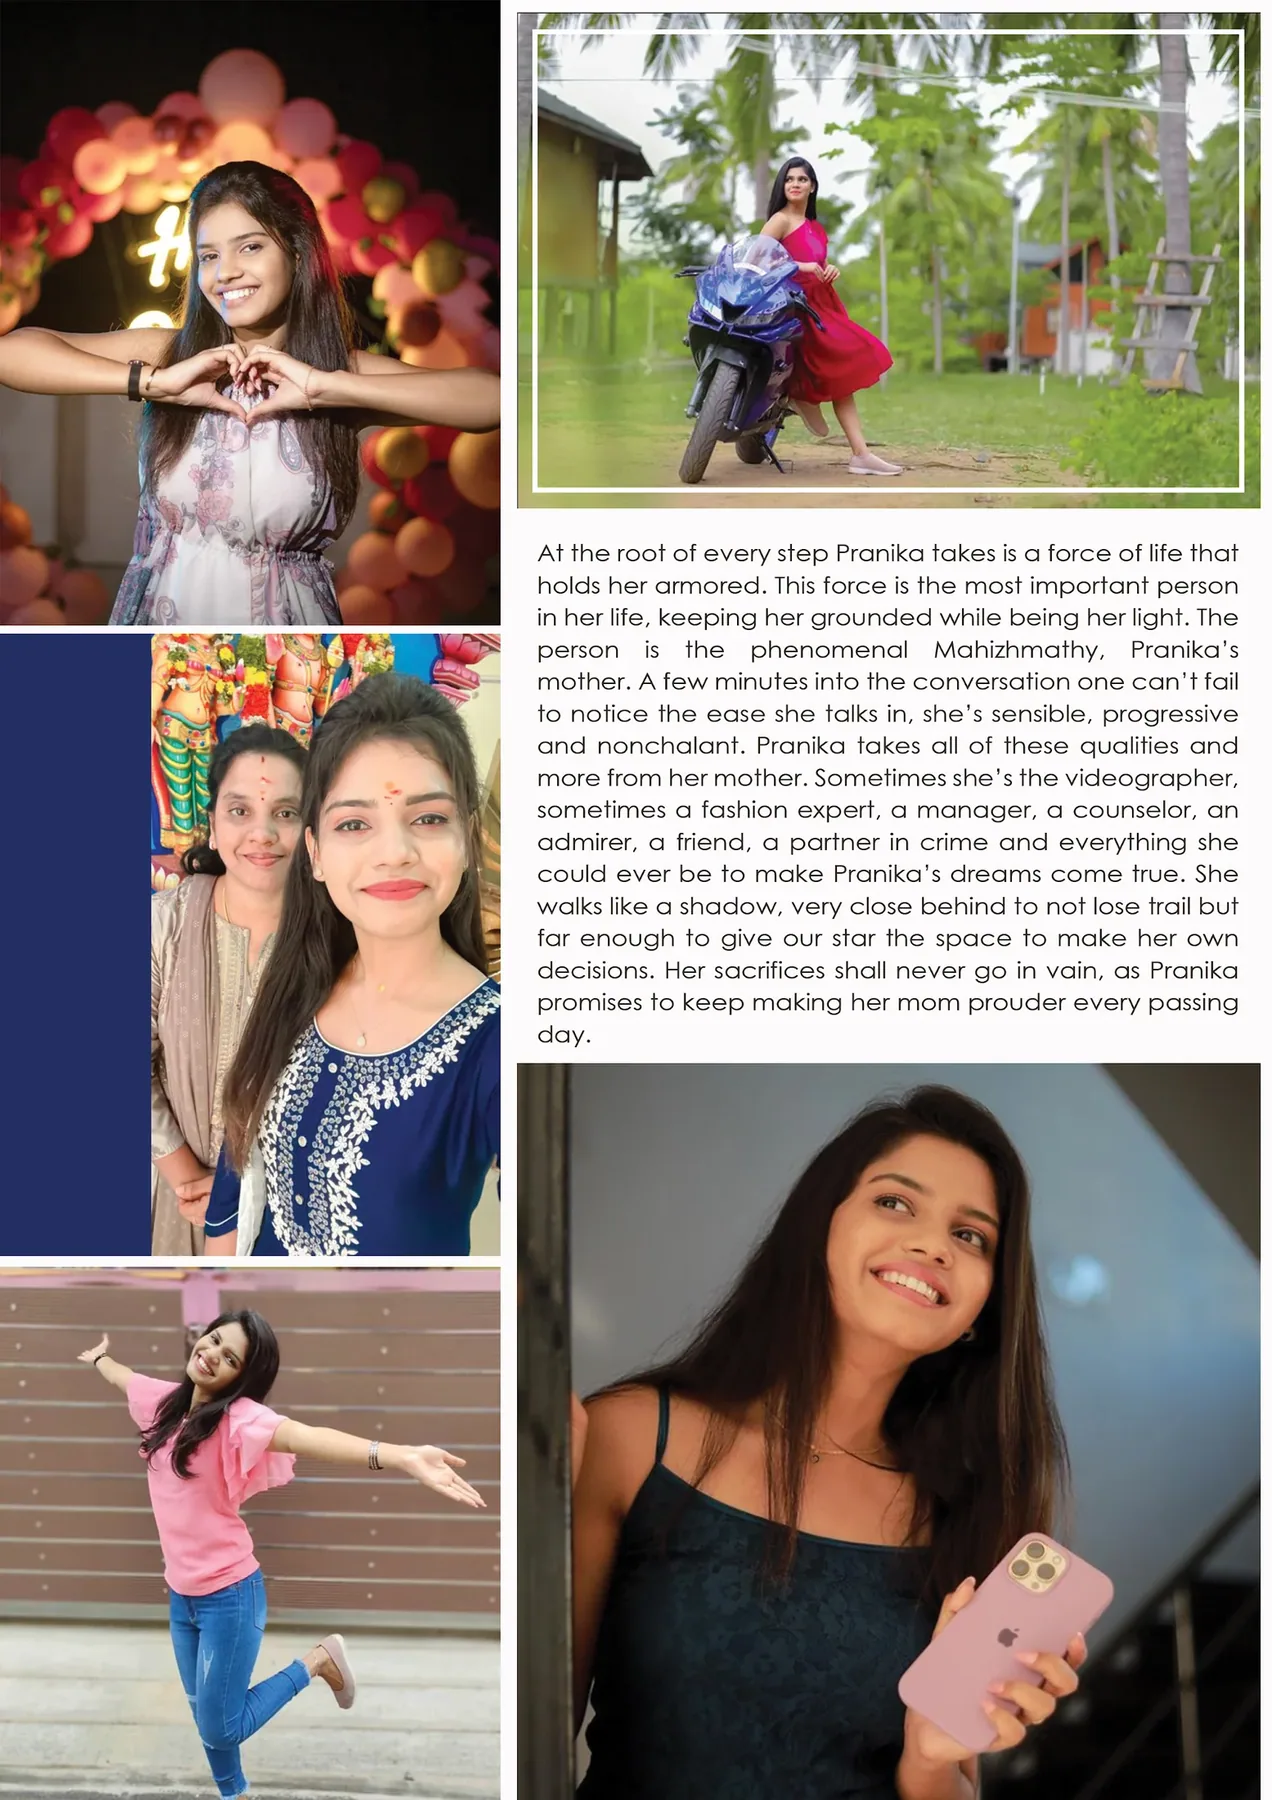 At the root of every step Pranika takes is a force of life that
holds her armored. This force is the most important person
in her life, keeping her grounded while being her light. The
person is the phenomenal Mahizhmathy, Pranika’s
mother. A few minutes into the conversation one can’t fail
to notice the ease she talks in, she’s sensible, progressive
and nonchalant. Pranika takes all of these qualities and
more from her mother. Sometimes she’s the videographer,
sometimes a fashion expert, a manager, a counselor, an
admirer, a friend, a partner in crime and everything she
could ever be to make Pranika’s dreams come true. She
walks like a shadow, very close behind to not lose trail but
far enough to give our star the space to make her own
decisions. Her sacrifices shall never go in vain, as Pranika
promises to keep making her mom prouder every passing
day.